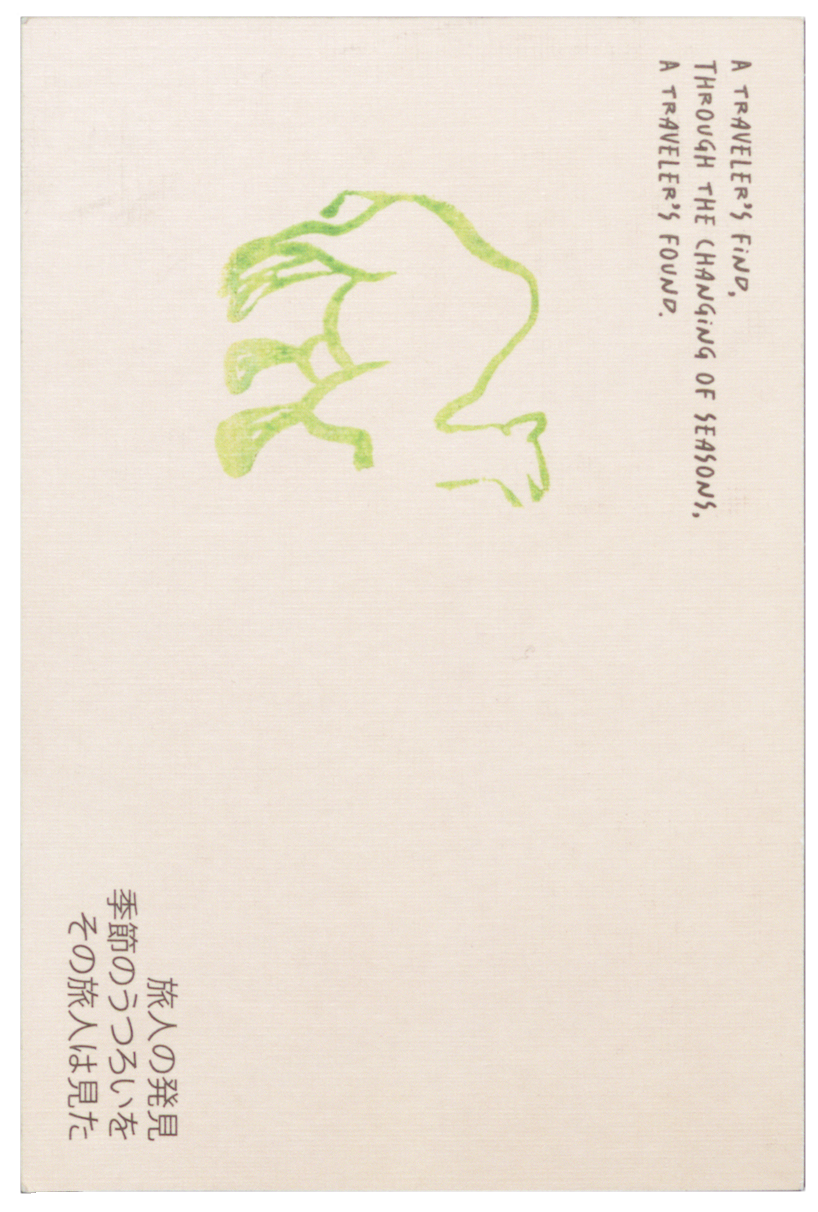 A TRAVELER'S FIND,
THROUGH THE CHANGING OF SEASONS,
A TRAVELER'S FOUND.
旅人の発見
季節のうつろいを
その旅人は見た